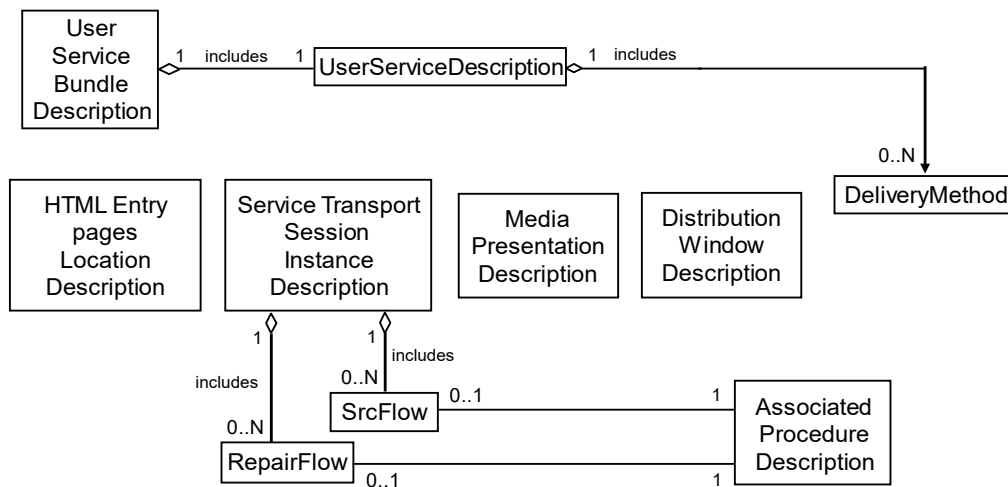 User
Service
Bundle
Description
1 includes 1
UserServiceDescription
1 includes
0..N
DeliveryMethod
HTML Entry
pages
Location
Description
Service Transport
Session
Instance
Description
Media
Presentation
Description
Distribution
Window
Description
1
includes
0..N
RepairFlow
1
includes
0..N
SrcFlow
0..1 1
0..1 1
Associated
Procedure
Description